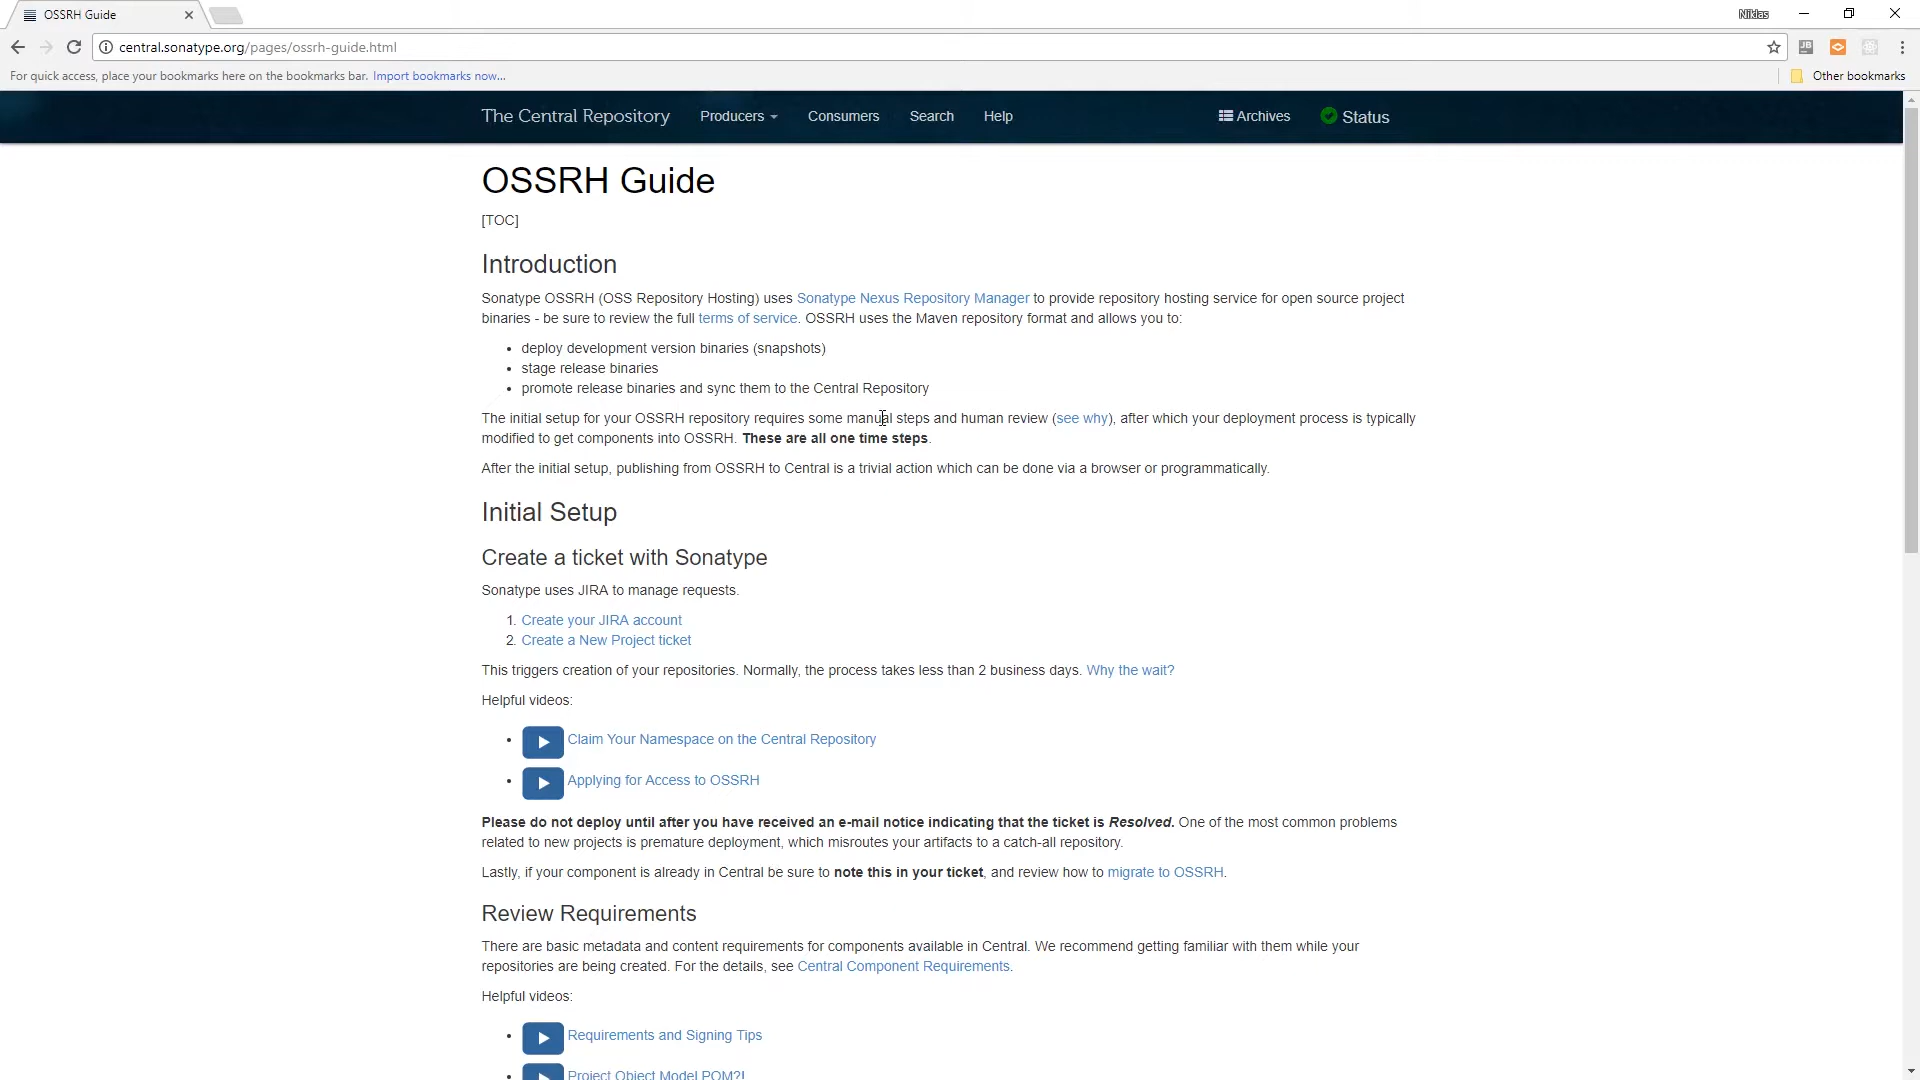 OSSRH Guide
Niklas
central.sonatype.org/pages/ossrh-guide.html
JB
For quick access, place your bookmarks here on the bookmarks bar. Import bookmarks now...
Other bookmarks
The Central Repository Producers Consumers Search Help Archives Status
OSSRH Guide
[TOC]
Introduction
Sonatype OSSRH (OSS Repository Hosting) uses Sonatype Nexus Repository Manager to provide repository hosting service for open source project
binaries - be sure to review the full terms of service. OSSRH uses the Maven repository format and allows you to:
• deploy development version binaries (snapshots)
• stage release binaries
• promote release binaries and sync them to the Central Repository
The initial setup for your OSSRH repository requires some manual steps and human review (see why), after which your deployment process is typically
modified to get components into OSSRH. These are all one time steps.
After the initial setup, publishing from OSSRH to Central is a trivial action which can be done via a browser or programmatically.
Initial Setup
Create a ticket with Sonatype
Sonatype uses JIRA to manage requests.
1. Create your JIRA account
2. Create a New Project ticket
This triggers creation of your repositories. Normally, the process takes less than 2 business days. Why the wait?
Helpful videos:
• Claim Your Namespace on the Central Repository
• Applying for Access to OSSRH
Please do not deploy until after you have received an e-mail notice indicating that the ticket is Resolved. One of the most common problems
related to new projects is premature deployment, which misroutes your artifacts to a catch-all repository.
Lastly, if your component is already in Central be sure to note this in your ticket, and review how to migrate to OSSRH.
Review Requirements
There are basic metadata and content requirements for components available in Central. We recommend getting familiar with them while your
repositories are being created. For the details, see Central Component Requirements.
Helpful videos:
• Requirements and Signing Tips
• Project Object Model POM?!